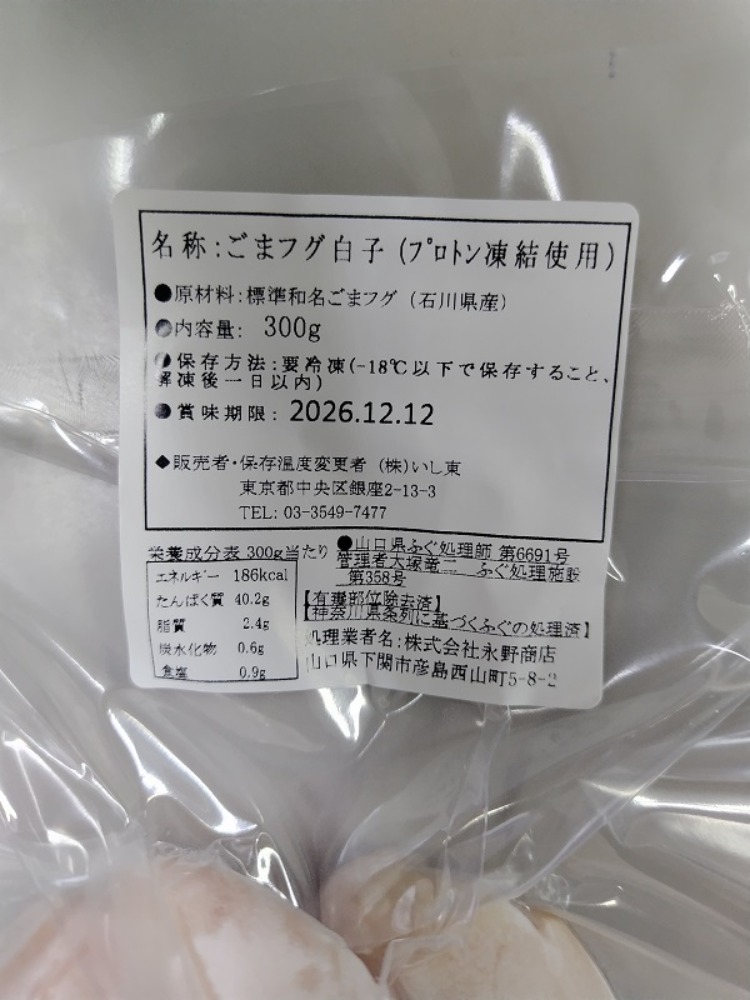 名称:ごまフグ白子(プロトン凍結使用)
●原材料:標準和名ごまフグ(石川県産)
●内容量: 300g
●保存方法:要冷凍(-18℃以下で保存すること、
解凍後一日以内)
●賞味期限: 2026.12.12
◆販売者・保存温度変更者 (株)いし東
東京都中央区銀座2-13-3
TEL: 03-3549-7477
栄養成分表 300g当たり
エネルギー 186kcal
たんぱく質 40.2g
脂質 2.4g
炭水化物 0.6g
食塩 0.9g
●山口県ふぐ処理師 第6691号
管理者大塚竜二 ふぐ処理施設
第358号
【有毒部位除去済】
【神奈川県条列に基づくふぐの処理済】
処理業者名:株式会社永野商店
山口県下関市彦島西山町5-8-2